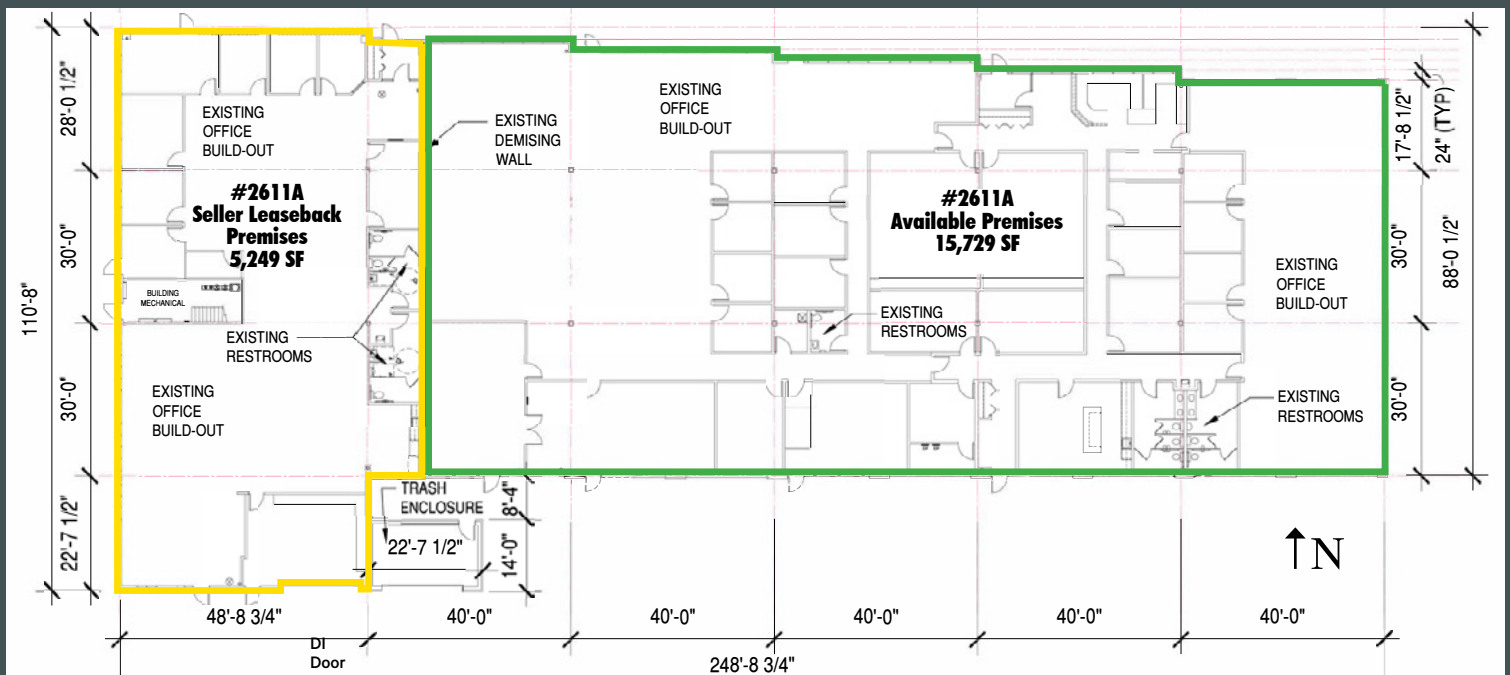 28'-0 1/2"
30'-0"
30'-0"
22'-7 1/2"
110'-8"
EXISTING
OFFICE
BUILD-OUT
#2611A
Seller Leaseback
Premises
5,249 SF
BUILDING
MECHANICAL
EXISTING
RESTROOMS
EXISTING
OFFICE
BUILD-OUT
EXISTING
DEMISING
WALL
EXISTING
OFFICE
BUILD-OUT
#2611A
Available Premises
15,729 SF
EXISTING
RESTROOMS
EXISTING
OFFICE
BUILD-OUT
EXISTING
RESTROOMS
17'-8 1/2"
24" (TYP)
30'-0"
88'-0 1/2"
30'-0"
TRASH
ENCLOSURE
8'-4"
22'-7 1/2"
14'-0"
↑N
48'-8 3/4"
40'-0"
40'-0"
40'-0"
40'-0"
40'-0"
DI
Door
248'-8 3/4"